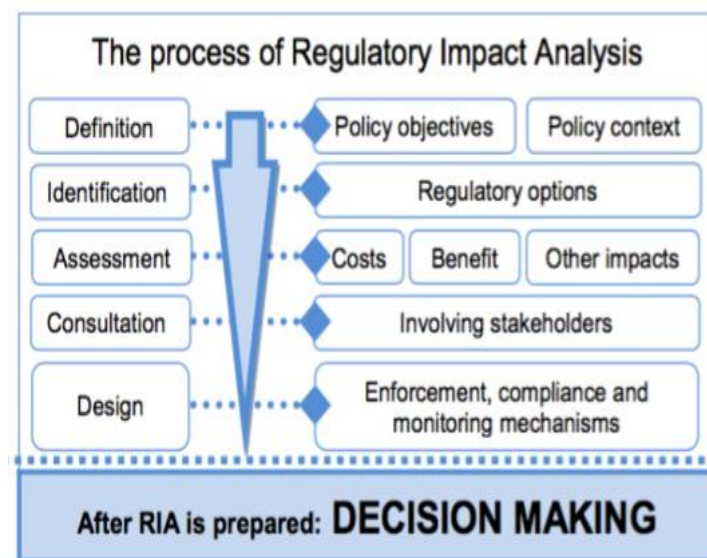 The process of Regulatory Impact Analysis
Definition
Policy objectives
Policy context
Identification
Regulatory options
Assessment
Costs
Benefit
Other impacts
Consultation
Involving stakeholders
Design
Enforcement, compliance and
monitoring mechanisms
After RIA is prepared: DECISION MAKING